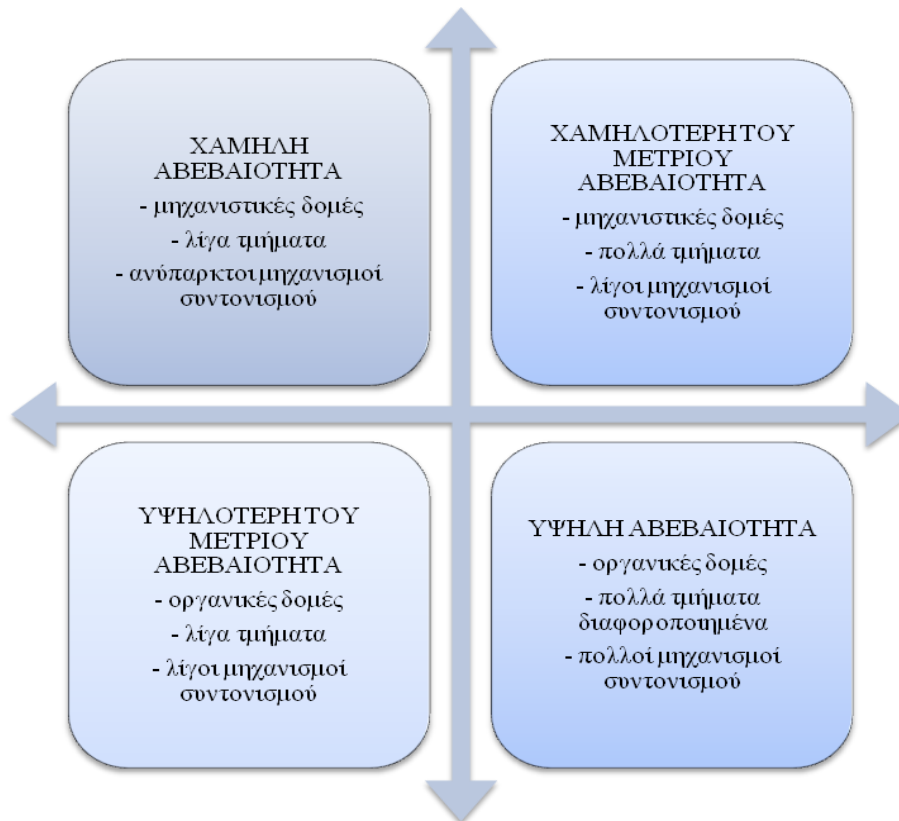 ΧΑΜΗΛΗ
ΑΒΕΒΑΙΟΤΗΤΑ
- μηχανιστικές δομές
- λίγα τμήματα
- ανύπαρκτοι μηχανισμοί
συντονισμού
ΧΑΜΗΛΟΤΕΡΗ ΤΟΥ
ΜΕΤΡΙΟΥ
ΑΒΕΒΑΙΟΤΗΤΑ
- μηχανιστικές δομές
- πολλά τμήματα
- λίγοι μηχανισμοί
συντονισμού
ΥΨΗΛΟΤΕΡΗ ΤΟΥ
ΜΕΤΡΙΟΥ
ΑΒΕΒΑΙΟΤΗΤΑ
- οργανικές δομές
- λίγα τμήματα
- λίγοι μηχανισμοί
συντονισμού
ΥΨΗΛΗ ΑΒΕΒΑΙΟΤΗΤΑ
- οργανικές δομές
- πολλά τμήματα
διαφοροποιημένα
- πολλοί μηχανισμοί
συντονισμού